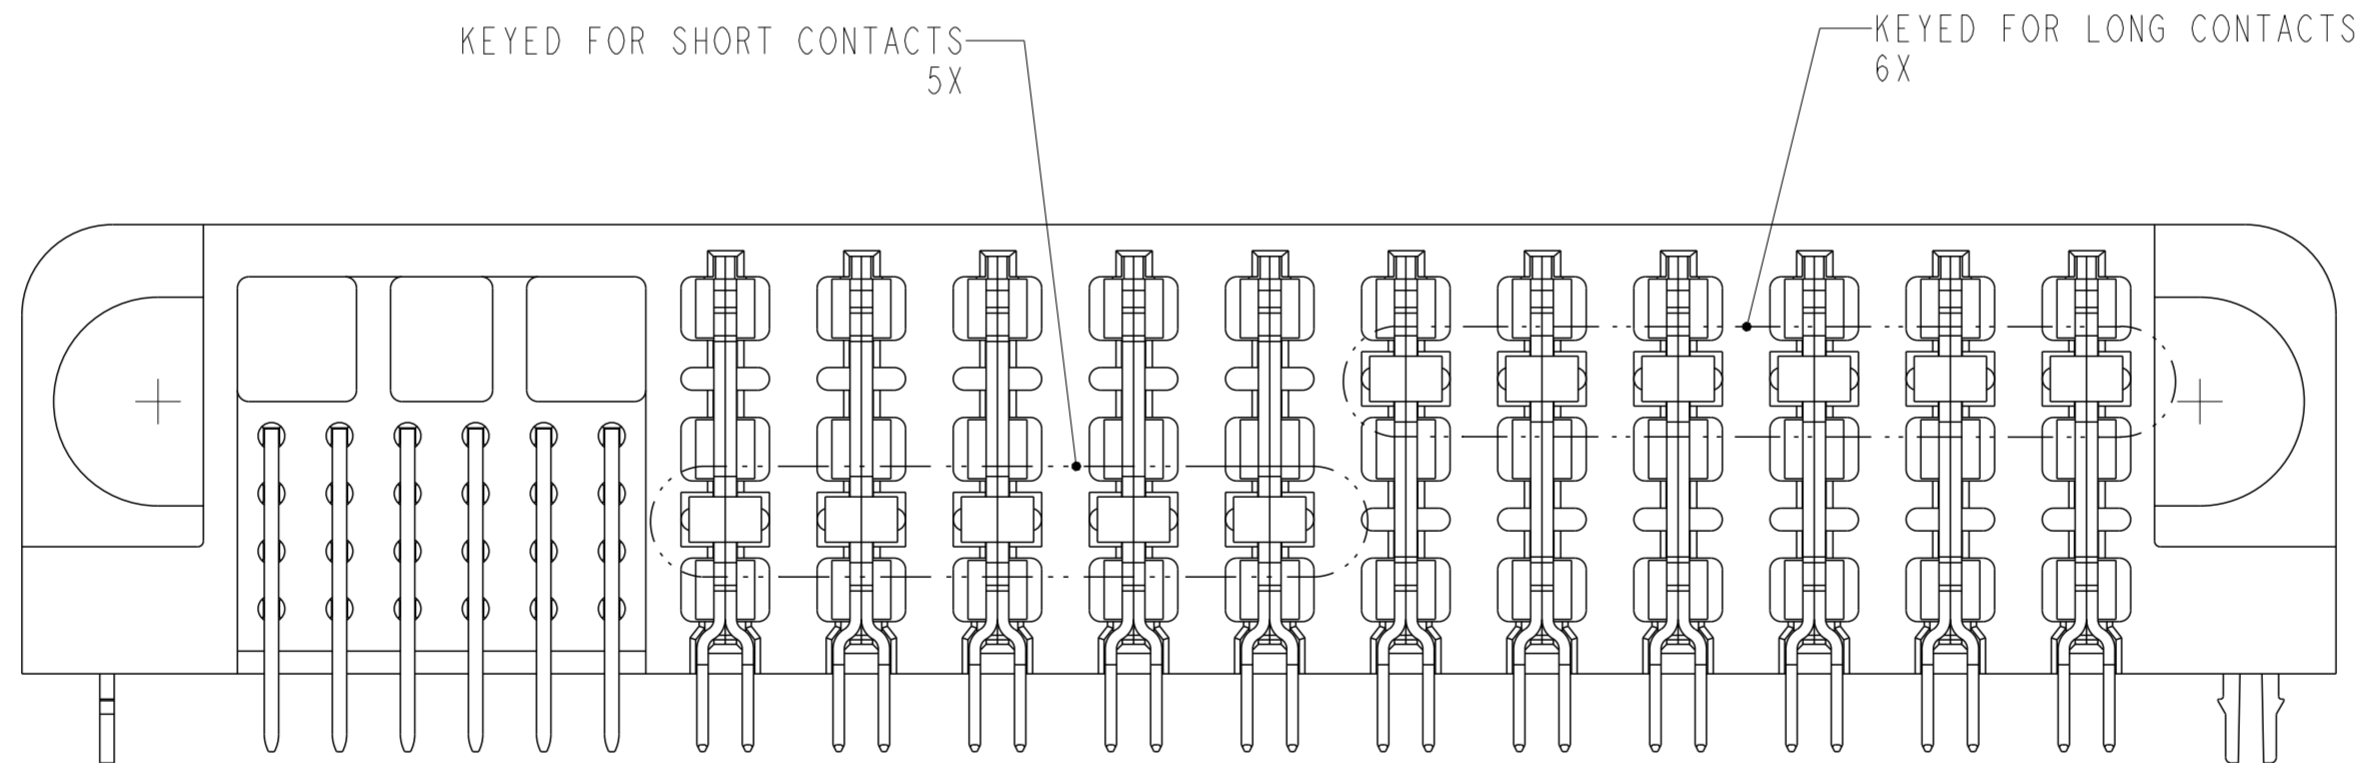 KEYED FOR SHORT CONTACTS
5X
KEYED FOR LONG CONTACTS
6X